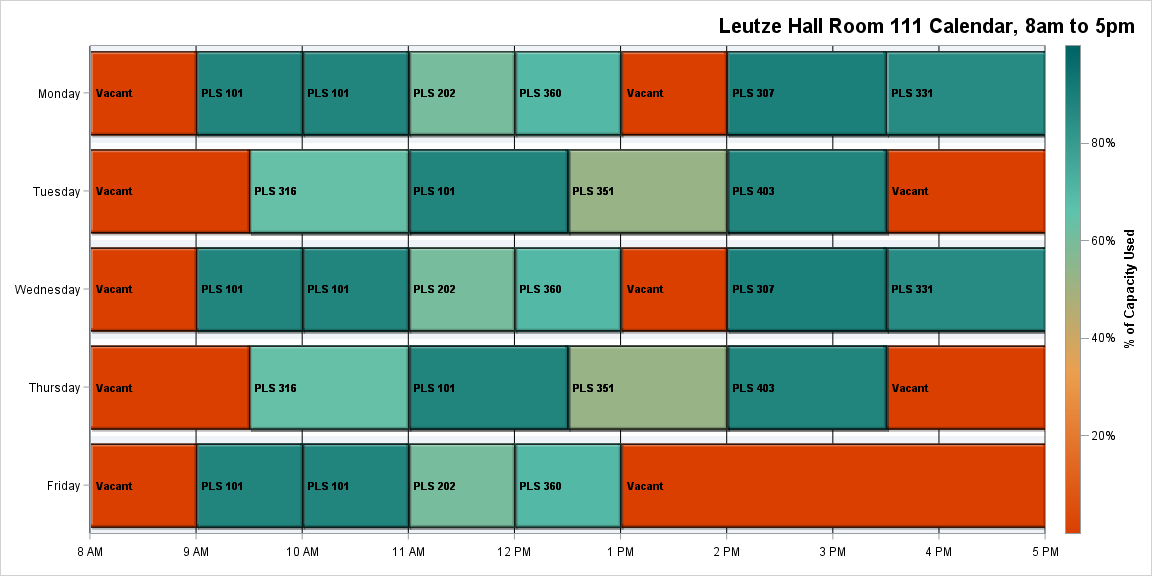 Leutze Hall Room 111 Calendar, 8am to 5pm
Monday
Vacant
PLS 101
PLS 101
PLS 202
PLS 360
Vacant
PLS 307
PLS 331
Tuesday
Vacant
PLS 316
PLS 101
PLS 351
PLS 403
Vacant
Wednesday
Vacant
PLS 101
PLS 101
PLS 202
PLS 360
Vacant
PLS 307
PLS 331
Thursday
Vacant
PLS 316
PLS 101
PLS 351
PLS 403
Vacant
Friday
Vacant
PLS 101
PLS 101
PLS 202
PLS 360
Vacant
8 AM
9 AM
10 AM
11 AM
12 PM
1 PM
2 PM
3 PM
4 PM
5 PM
80%
60%
40%
20%
% of Capacity Used